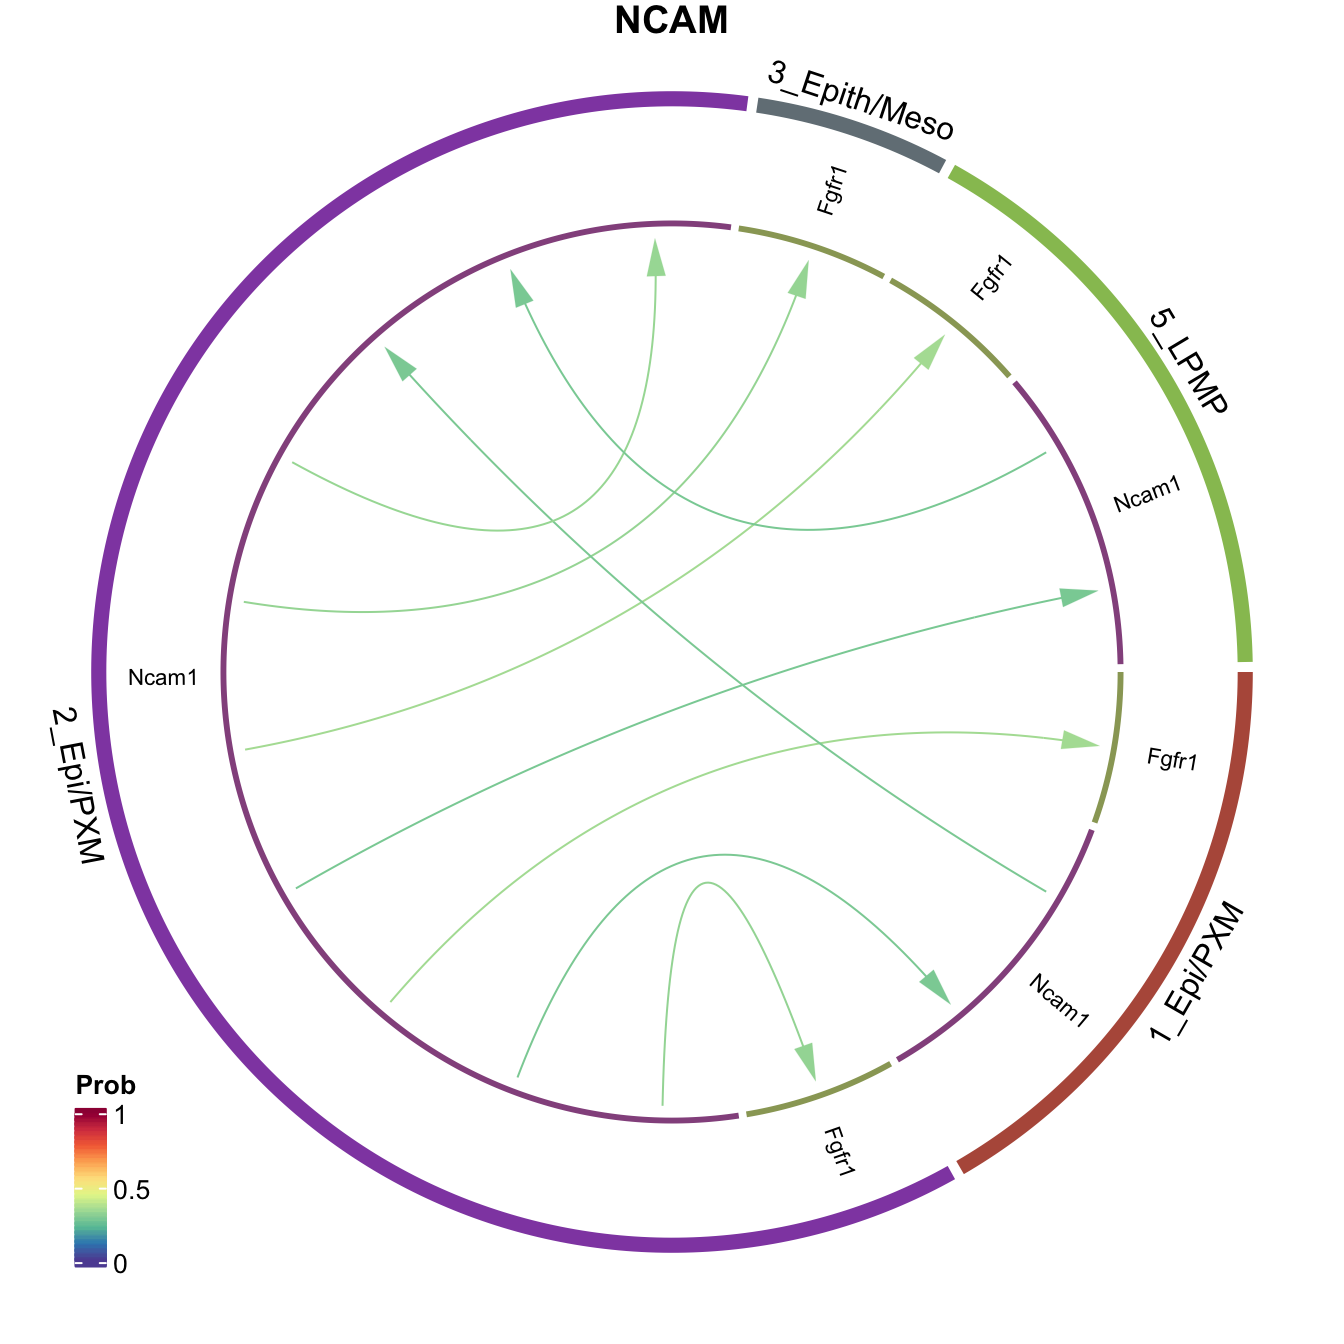 NCAM
3_Epith/Meso
Fgfr1
Fgfr1
5_LPMP
Ncam1
Ncam1
2_Epi/PXM
Fgfr1
1_Epi/PXM
Ncam1
Fgfr1
Prob
1
0.5
0